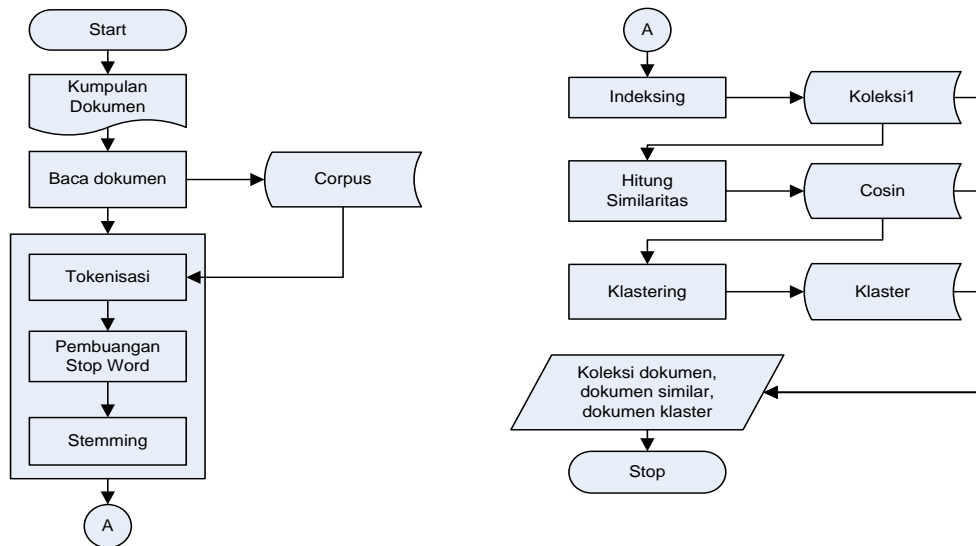 Start
Kumpulan
Dokumen
Baca dokumen
Corpus
Tokenisasi
Pembuangan
Stop Word
Stemming
A
A
Indeksing
Koleksi1
Hitung
Similaritas
Cosin
Klastering
Klaster
Koleksi dokumen,
dokumen similar,
dokumen klaster
Stop